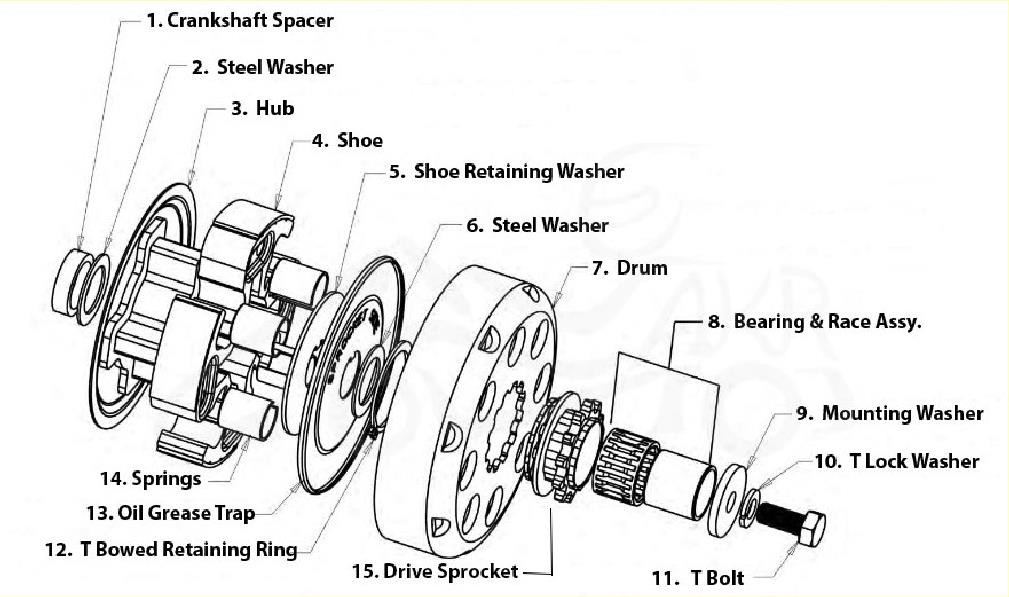 1. Crankshaft Spacer
2. Steel Washer
3. Hub
4. Shoe
5. Shoe Retaining Washer
6. Steel Washer
7. Drum
8. Bearing & Race Assy.
9. Mounting Washer
10. T Lock Washer
14. Springs
13. Oil Grease Trap
12. T Bowed Retaining Ring
15. Drive Sprocket
11. T Bolt